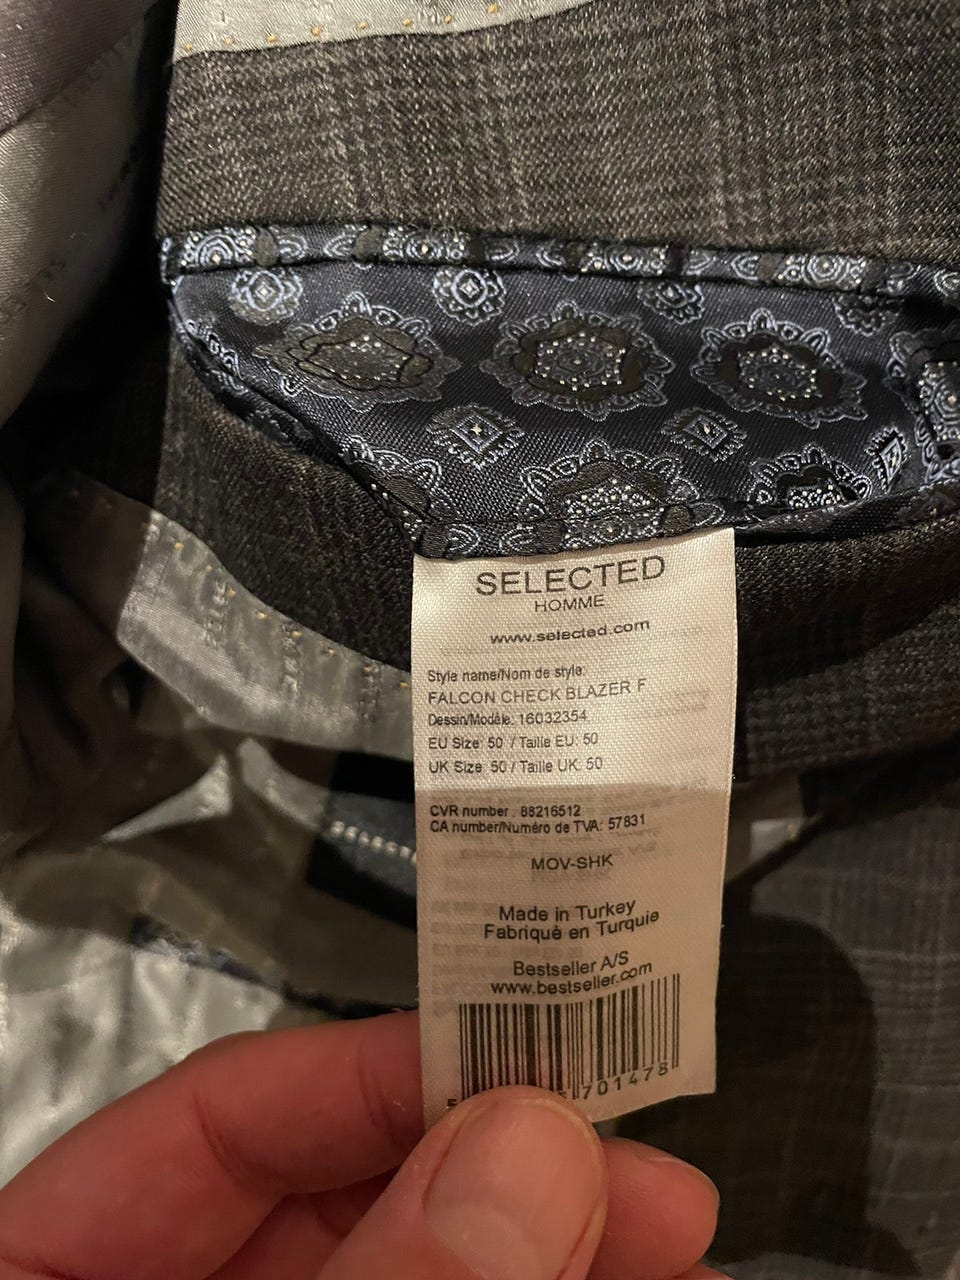 SELECTED
HOMME
www.selected.com
Style name/Nom de style:
FALCON CHECK BLAZER F
Dessin/Modèle: 16032354
EU Size: 50 / Taille EU: 50
UK Size: 50 / Taille UK: 50
CVR number : 88216512
CA number/Numéro de TVA: 57831
MOV-SHK
Made in Turkey
Fabriqué en Turquie
Bestseller A/S
www.bestseller.com
701478